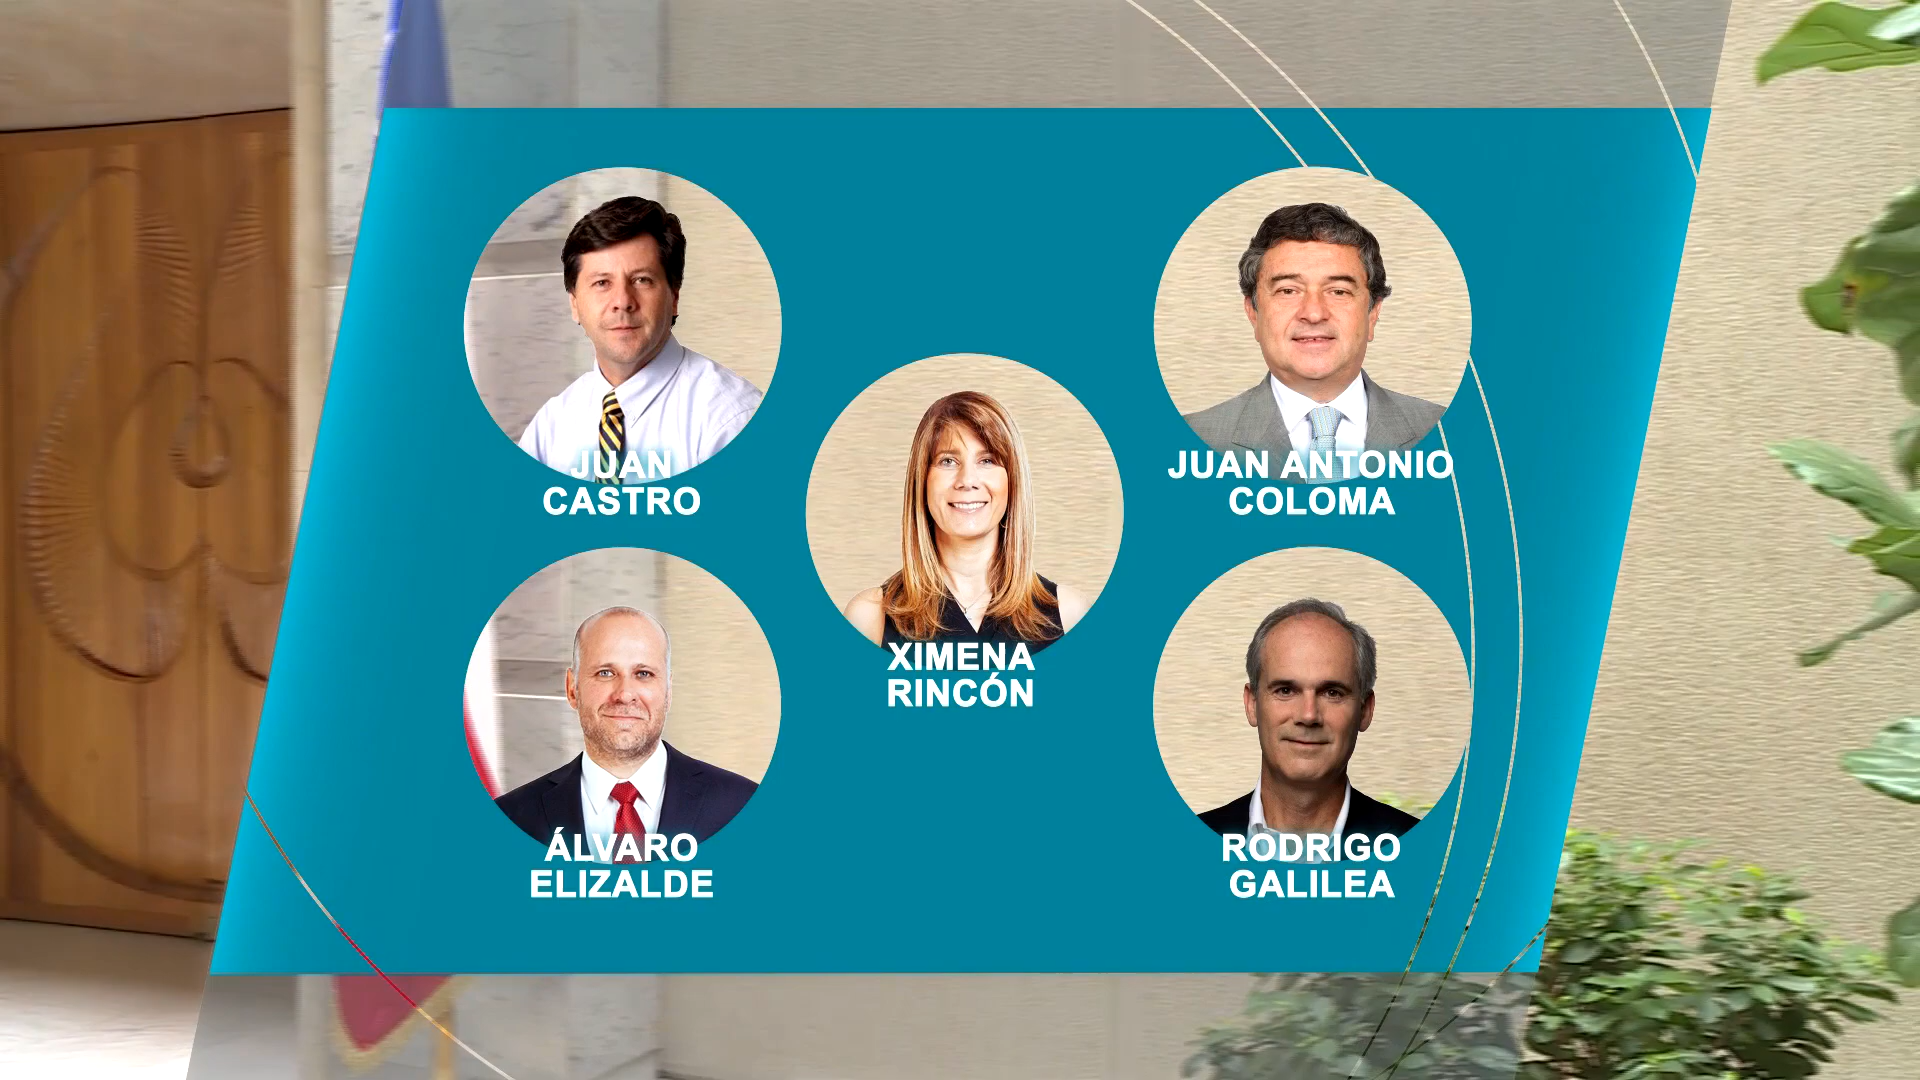 JUAN
CASTRO
JUAN ANTONIO
COLOMA
XIMENA
RINCÓN
ÁLVARO
ELIZALDE
RODRIGO
GALILEA